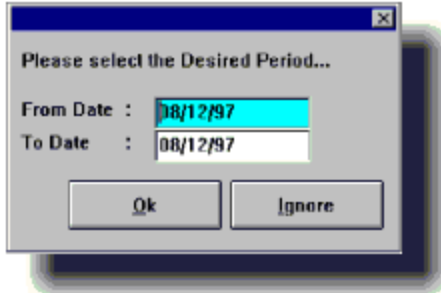 Please select the Desired Period...
From Date : 08/12/97
To Date : 08/12/97
Ok Ignore